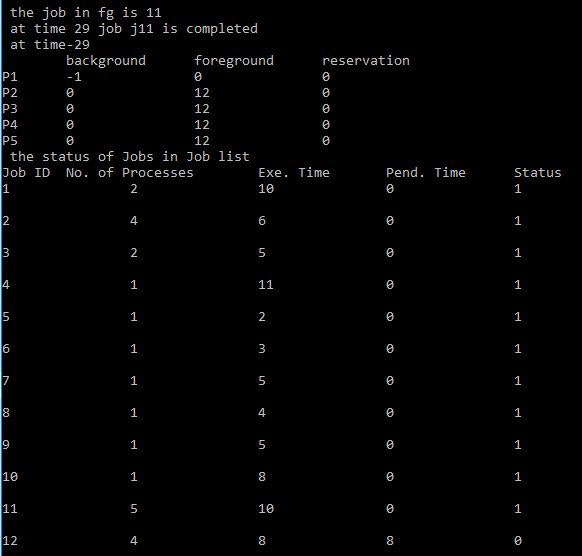 the job in fg is 11
at time 29 job j11 is completed
at time-29
background foreground reservation
P1 -1 0 0
P2 0 12 0
P3 0 12 0
P4 0 12 0
P5 0 12 0
the status of Jobs in Job list
Job ID No. of Processes Exe. Time Pend. Time Status
1 2 10 0 1
2 4 6 0 1
3 2 5 0 1
4 1 11 0 1
5 1 2 0 1
6 1 3 0 1
7 1 5 0 1
8 1 4 0 1
9 1 5 0 1
10 1 8 0 1
11 5 10 0 1
12 4 8 8 0